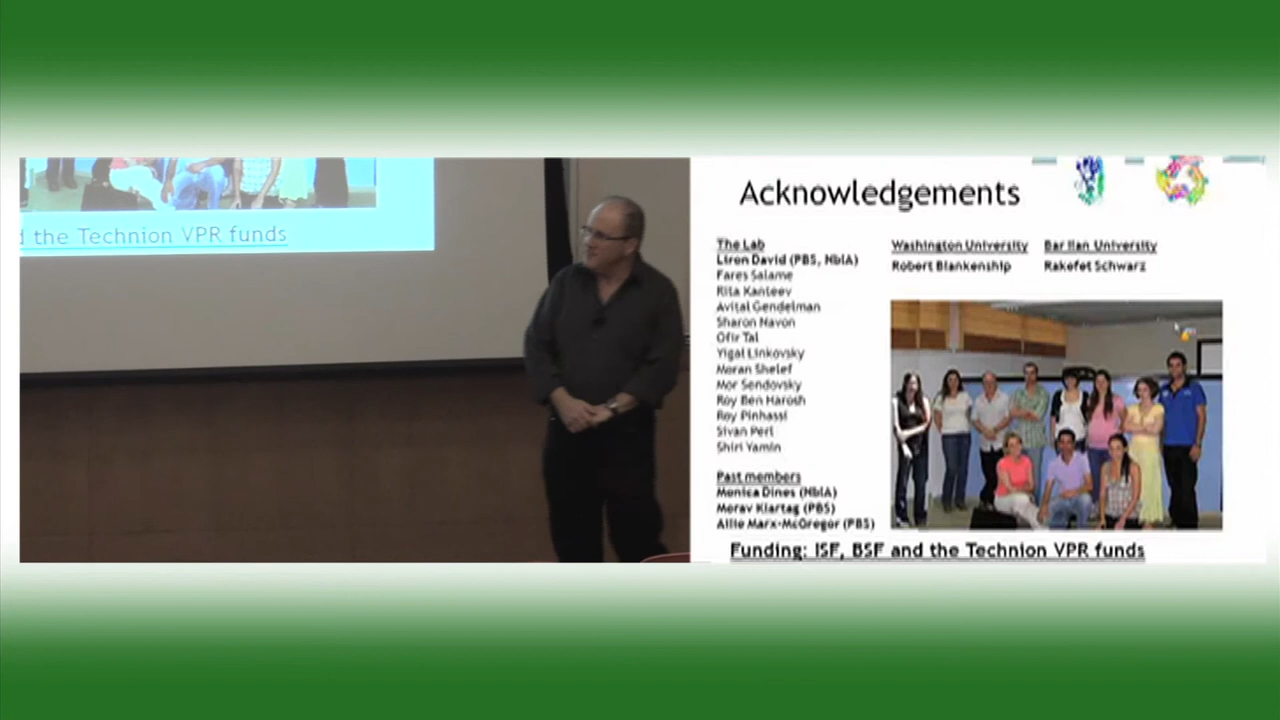 d the Technion VPR funds
Acknowledgements
The Lab
Liron David (PBS, NblA)
Fares Salame
Rita Kanteev
Avital Gendelman
Sharon Navon
Ofir Tal
Yigal Linkovsky
Moran Shelef
Mor Sendovsky
Roy Ben Harosh
Roy Pinhassi
Sivan Perl
Shiri Yamin
Past members
Monica Dines (NblA)
Merav Klartag (PBS)
Ailie Marx-McGregor (PBS)
Washington University
Robert Blankenship
Bar Ilan University
Rakefet Schwarz
Funding: ISF, BSF and the Technion VPR funds